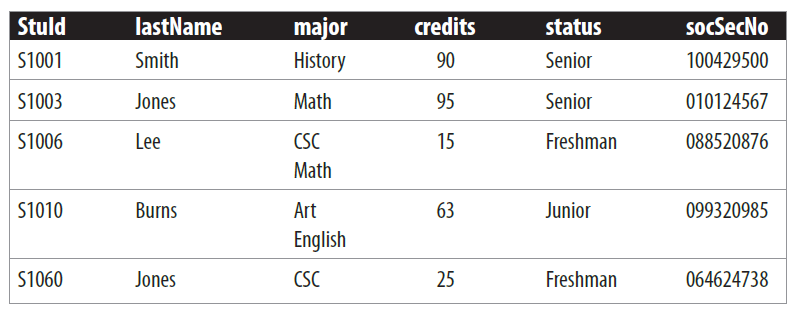 StuId lastName major credits status socSecNo
S1001 Smith History 90 Senior 100429500
S1003 Jones Math 95 Senior 010124567
S1006 Lee CSC 15 Freshman 088520876
Math
S1010 Burns Art 63 Junior 099320985
English
S1060 Jones CSC 25 Freshman 064624738